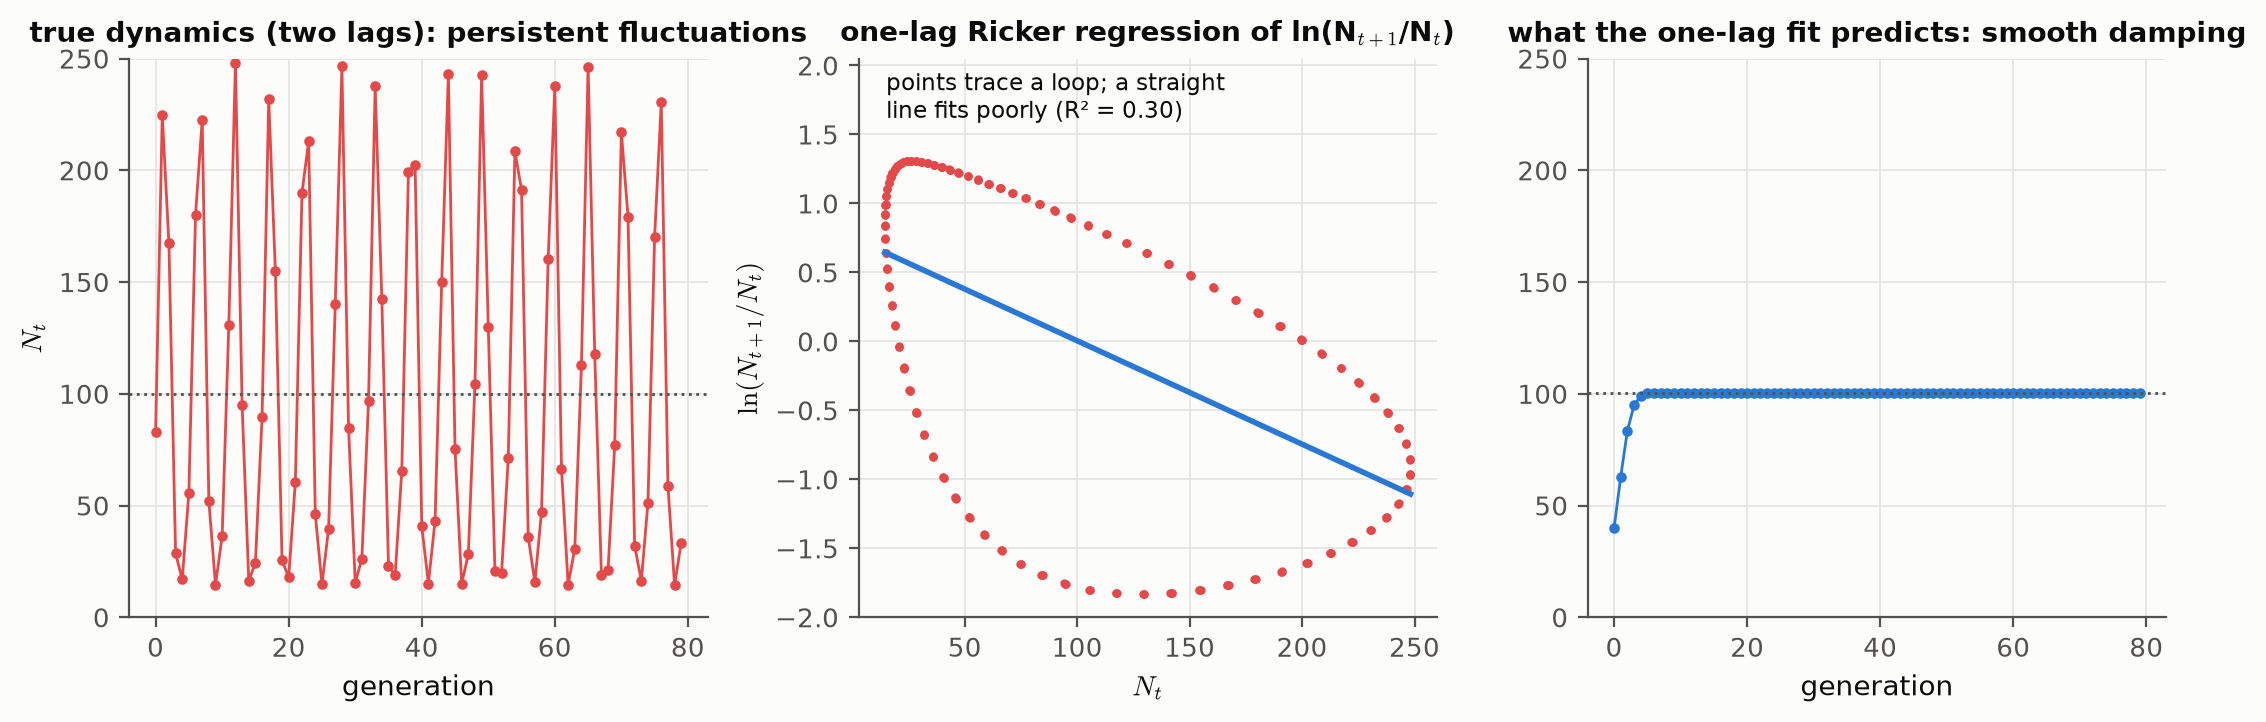 true dynamics (two lags): persistent fluctuations
250
200
150
100
50
0
N_t
0 20 40 60 80
generation
one-lag Ricker regression of ln(N_{t+1}/N_t)
points trace a loop; a straight
line fits poorly (R² = 0.30)
2.0
1.5
1.0
0.5
0.0
−0.5
−1.0
−1.5
−2.0
ln(N_{t+1}/N_t)
50 100 150 200 250
N_t
what the one-lag fit predicts: smooth damping
250
200
150
100
50
0
0 20 40 60 80
generation